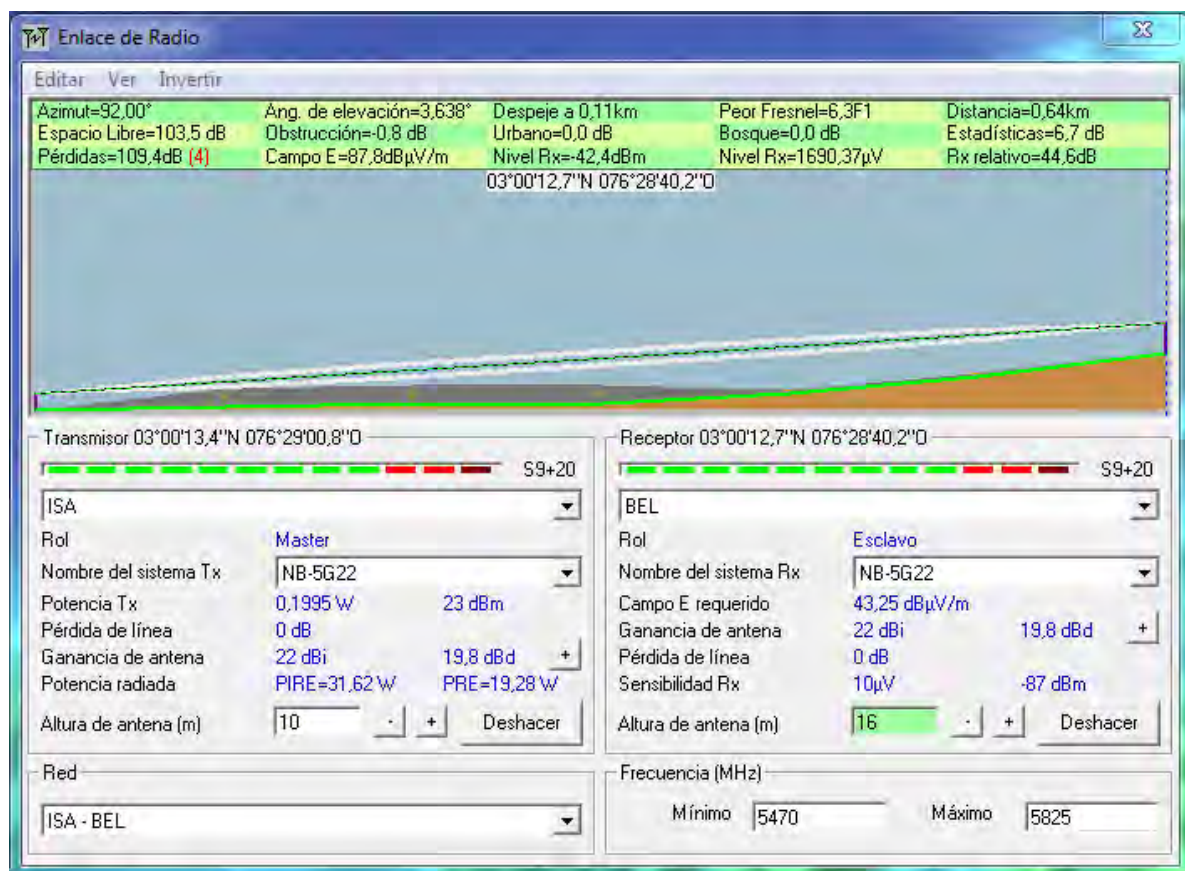 Enlace de Radio
Editar Ver Invertir
Azimut=92,00° Ang. de elevación=3,638° Despeje a 0,11km Peor Fresnel=6,3F1 Distancia=0,64km
Espacio Libre=103,5 dB Obstrucción=-0,8 dB Urbano=0,0 dB Bosque=0,0 dB Estadísticas=6,7 dB
Pérdidas=109,4dB (4) Campo E=87,8dBµV/m Nivel Rx=-42,4dBm Nivel Rx=1690,37µV Rx relativo=44,6dB
03°00'12,7"N 076°28'40,2"O
Transmisor 03°00'13,4"N 076°29'00,8"O
S9+20
ISA
Rol Master
Nombre del sistema Tx NB-5G22
Potencia Tx 0,1995 W 23 dBm
Pérdida de línea 0 dB
Ganancia de antena 22 dBi 19,8 dBd +
Potencia radiada PIRE=31,62 W PRE=19,28 W
Altura de antena (m) 10 - + Deshacer
Receptor 03°00'12,7"N 076°28'40,2"O
S9+20
BEL
Rol Esclavo
Nombre del sistema Rx NB-5G22
Campo E requerido 43,25 dBµV/m
Ganancia de antena 22 dBi 19,8 dBd +
Pérdida de línea 0 dB
Sensibilidad Rx 10µV -87 dBm
Altura de antena (m) 16 - + Deshacer
Red
ISA - BEL
Frecuencia (MHz)
Mínimo 5470 Máximo 5825